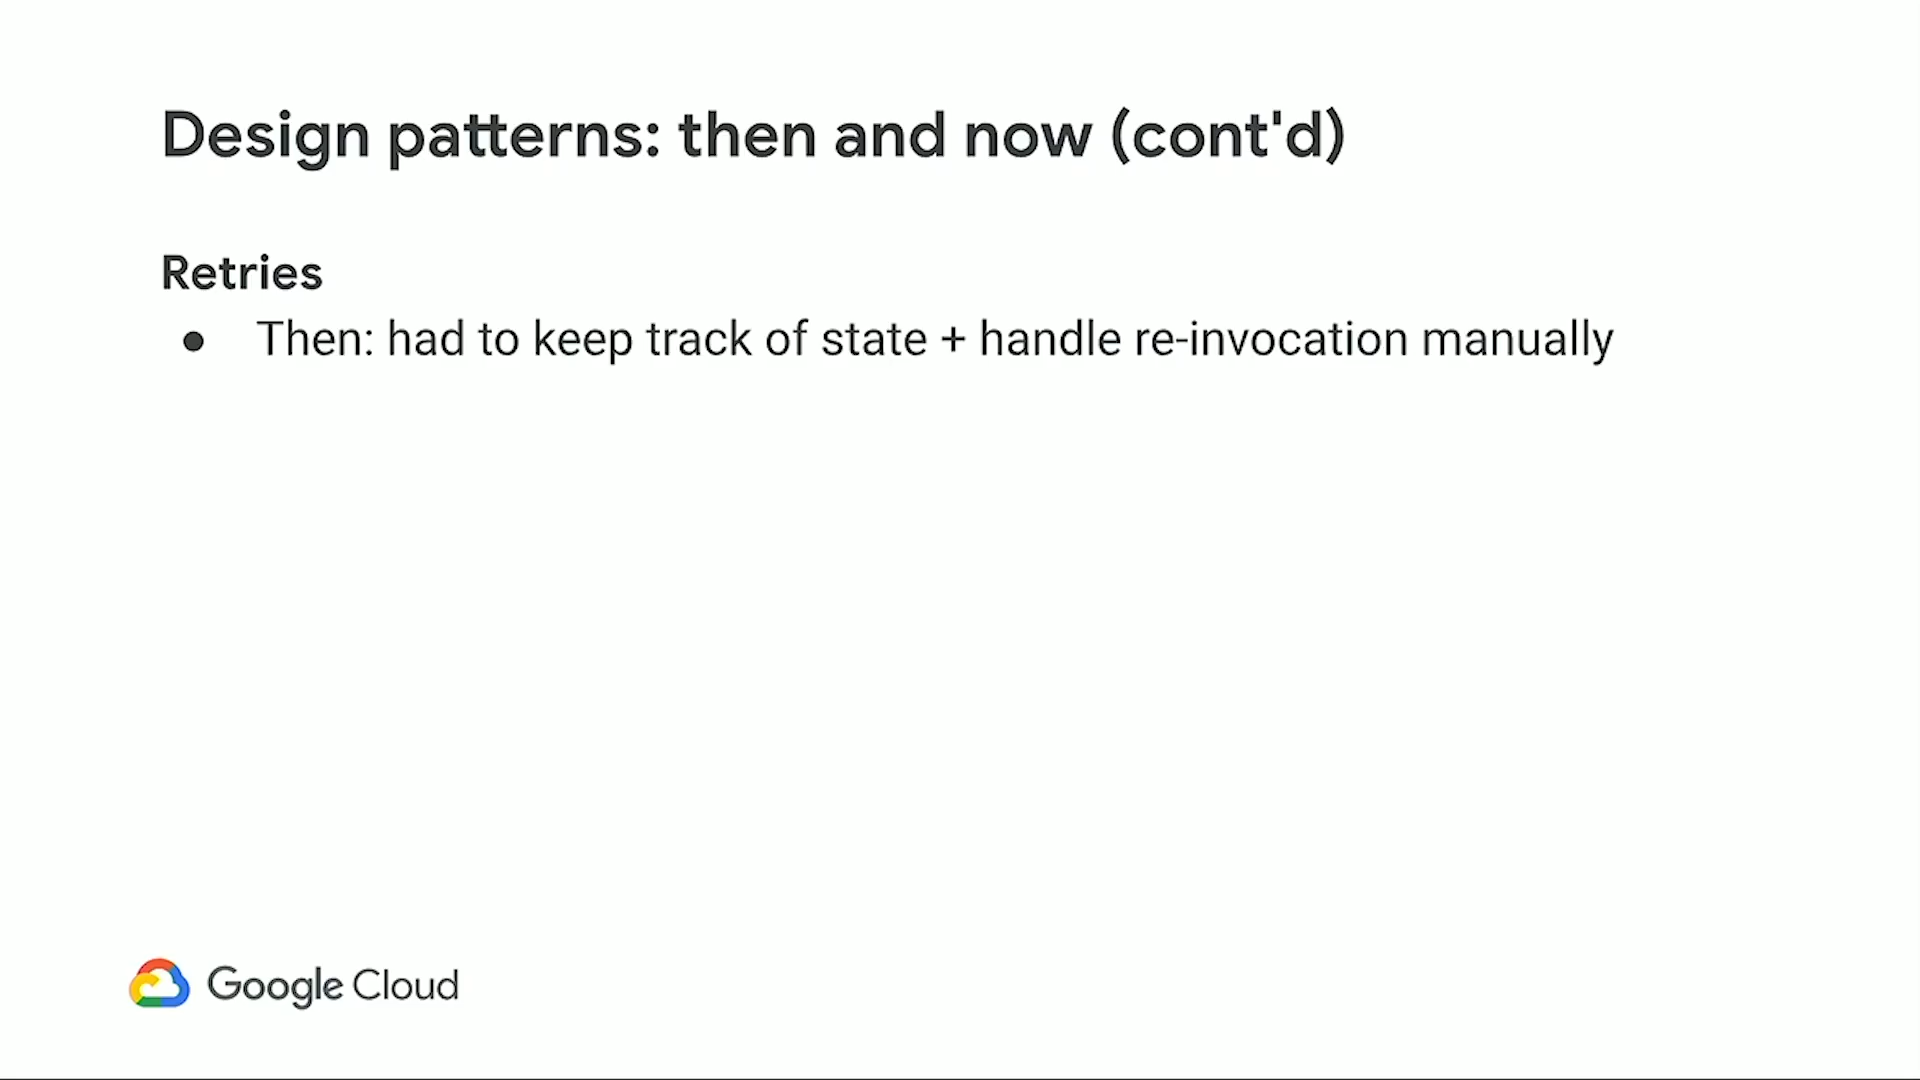 Design patterns: then and now (cont'd)
Retries
● Then: had to keep track of state + handle re-invocation manually
Google Cloud